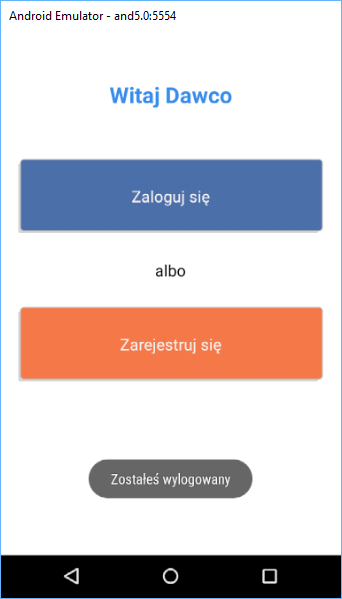 Android Emulator - and5.0:5554
Witaj Dawco
Zaloguj się
albo
Zarejestruj się
Zostałeś wylogowany